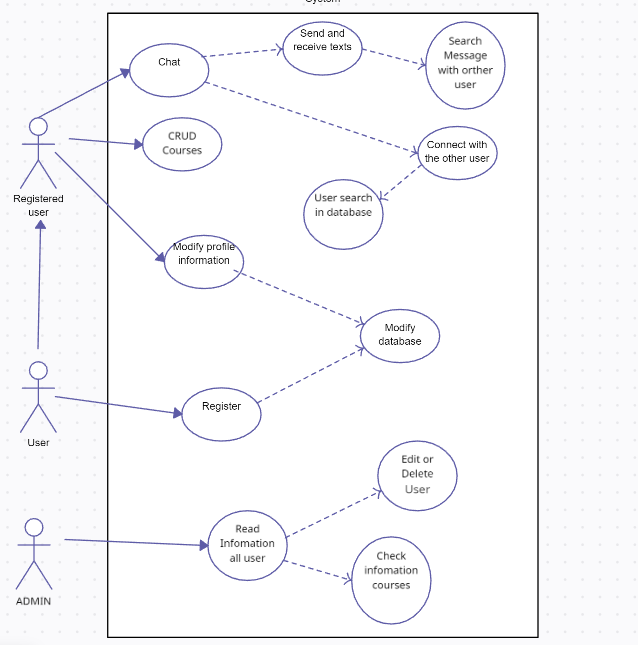 System
Send and
receive texts
Search
Message
with orther
user
Chat
CRUD
Courses
Connect with
the other user
Registered
user
User search
in database
Modify profile
information
Modify
database
Register
User
Edit or
Delete
User
Read
Infomation
all user
Check
infomation
courses
ADMIN